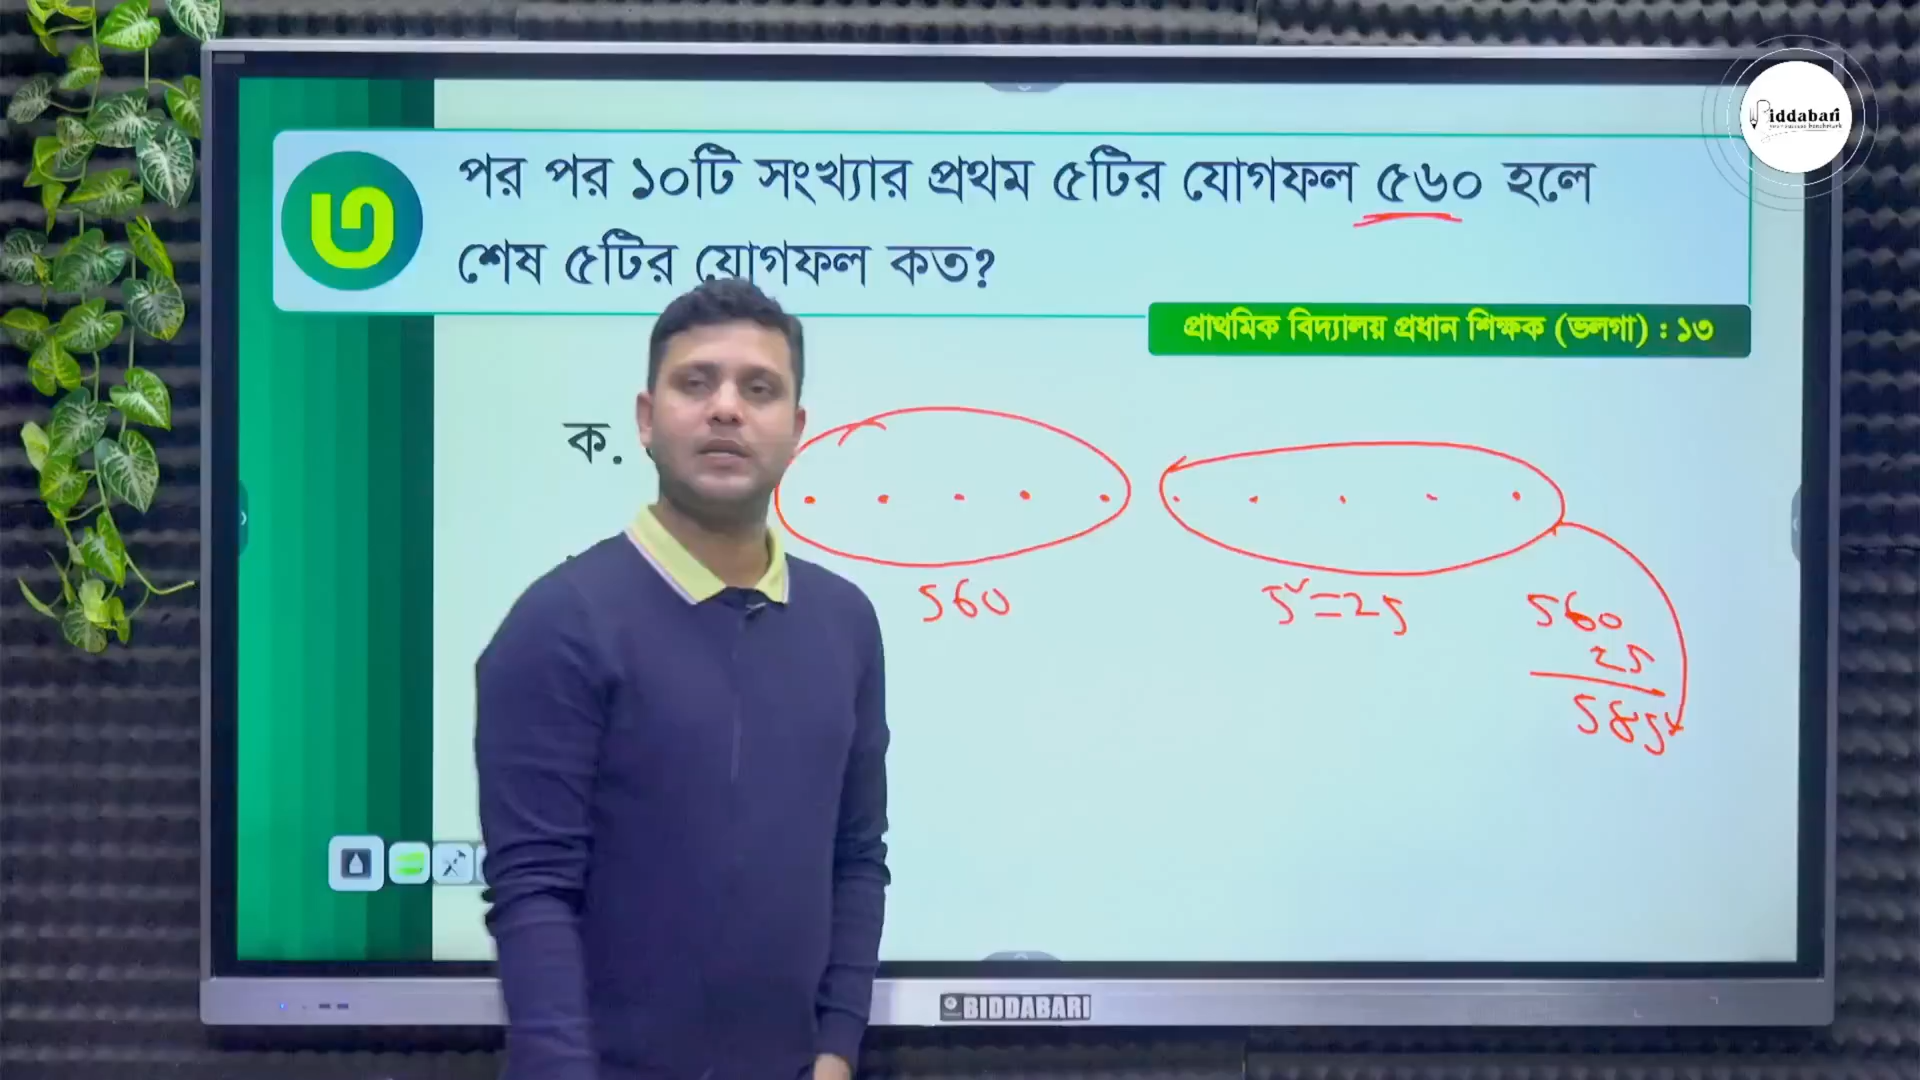 iddabari
৩
পর পর ১০টি সংখ্যার প্রথম ৫টির যোগফল ৫৬০ হলে
শেষ ৫টির যোগফল কত?
প্রাথমিক বিদ্যালয় প্রধান শিক্ষক (ভলগা) : ১৩
ক.
560
5²=25
560
25
585
BIDDABARI